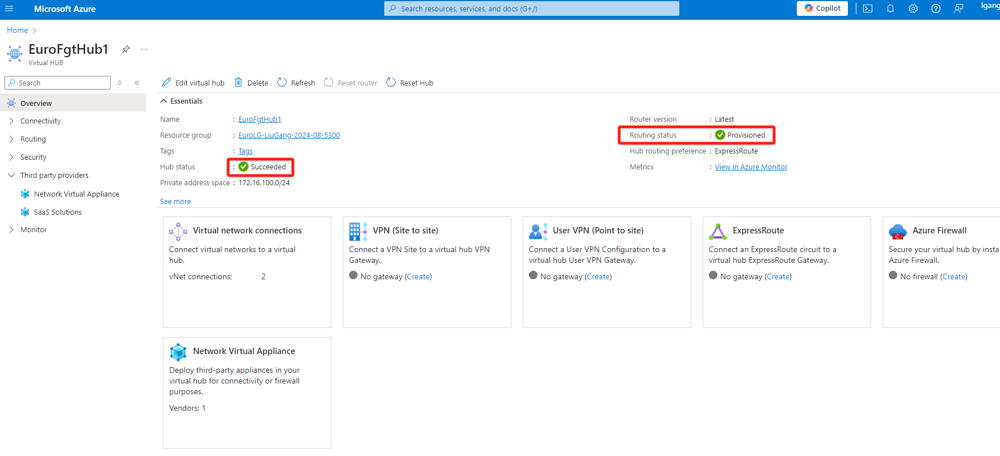 Microsoft Azure
Search resources, services, and docs (G+/)
Copilot
lgang
Home
EuroFgtHub1
Virtual HUB
Search
Overview
Connectivity
Routing
Security
Third party providers
Network Virtual Appliance
SaaS Solutions
Monitor
Edit virtual hub
Delete
Refresh
Reset router
Reset Hub
Essentials
Name : EuroFgtHub1
Resource group : EuroLG-LiuGang-2024-08-5300
Tags : Tags
Hub status : Succeeded
Private address space : 172.16.100.0/24
Router version : Latest
Routing status : Provisioned
Hub routing preference : ExpressRoute
Metrics : View in Azure Monitor
See more
Virtual network connections
Connect virtual networks to a virtual
hub.
vNet connections: 2
VPN (Site to site)
Connect a VPN Site to a virtual hub VPN
Gateway.
No gateway (Create)
User VPN (Point to site)
Connect a User VPN Configuration to a
virtual hub User VPN Gateway.
No gateway (Create)
ExpressRoute
Connect an ExpressRoute circuit to a
virtual hub ExpressRoute Gateway.
No gateway (Create)
Azure Firewall
Secure your virtual hub by insta
Azure Firewall.
No firewall (Create)
Network Virtual Appliance
Deploy third-party appliances in your
virtual hub for connectivity or firewall
purposes.
Vendors: 1